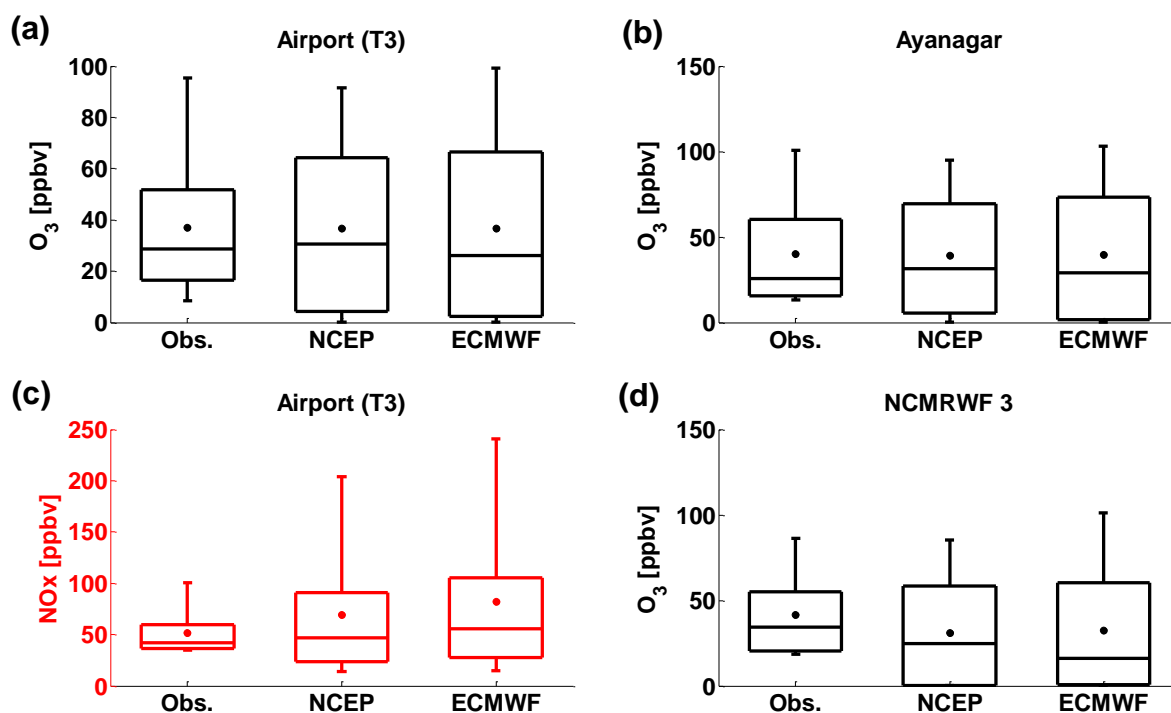 (a)
Airport (T3)
100
80
60
40
20
0
O3 [ppbv]
Obs. NCEP ECMWF
(b)
Ayanagar
150
100
50
0
O3 [ppbv]
Obs. NCEP ECMWF
(c)
Airport (T3)
250
200
150
100
50
0
NOx [ppbv]
Obs. NCEP ECMWF
(d)
NCMRWF 3
150
100
50
0
O3 [ppbv]
Obs. NCEP ECMWF